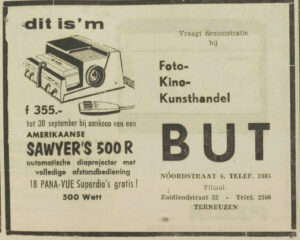 dit is'm
f 355.-
tot 30 september bij aankoop van een
AMERIKAANSE
SAWYER'S 500 R
automatische diaprojector met
volledige afstandbediening
18 PANA-VUE Superdia's gratis!
500 Watt
Vraagt demonstratie
bij
Foto-
Kino-
Kunsthandel
BUT
NOORDSTRAAT 6, TELEF. 2485
Filiaal:
Zuidlandstraat 32 - Telef. 2360
TERNEUZEN